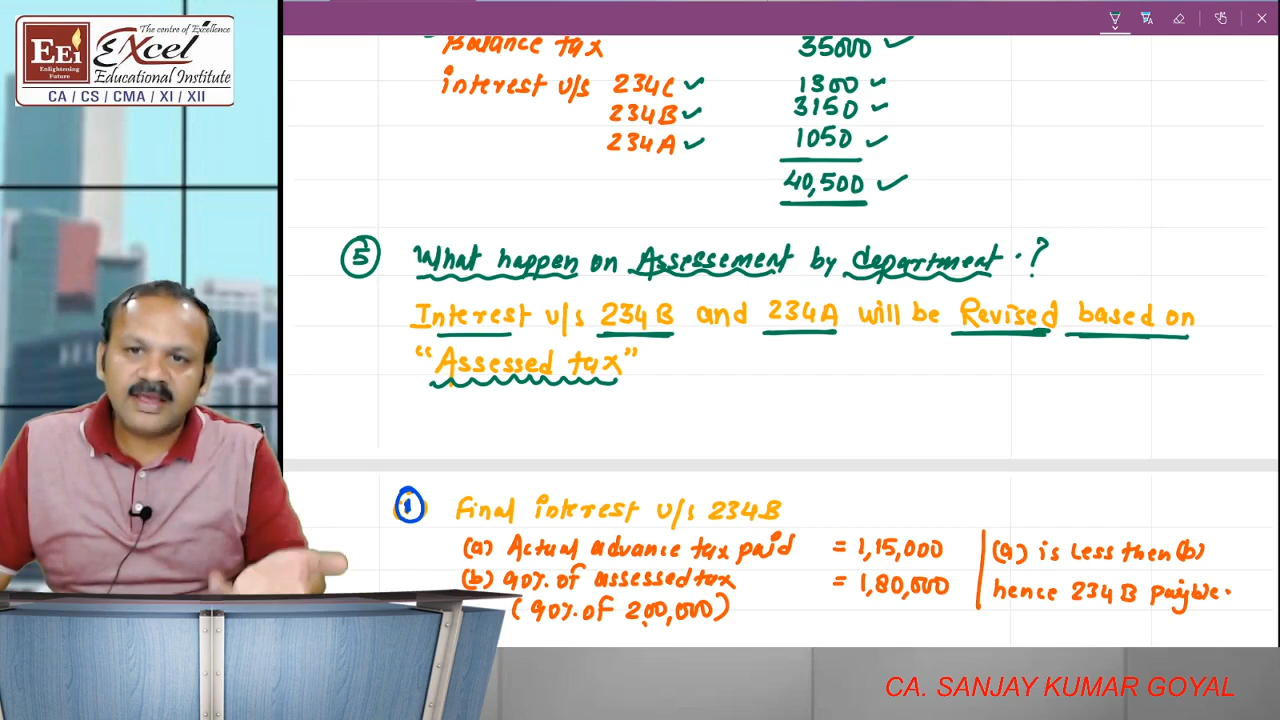 The centre of Excellence
EEi
Enlightening
Future
Excel
Educational Institute
CA / CS / CMA / XI / XII
Balance tax 35000
interest u/s 234C 1300
234B 3150
234A 1050
40,500
5 What happen on Assessement by department.?
Interest u/s 234B and 234A will be Revised based on
"Assessed tax"
1 Final interest u/s 234B
(a) Actual advance tax paid = 1,15,000
(b) 90% of assessed tax = 1,80,000
(90% of 200,000)
(a) is less then (b)
hence 234B payble.
CA. SANJAY KUMAR GOYAL